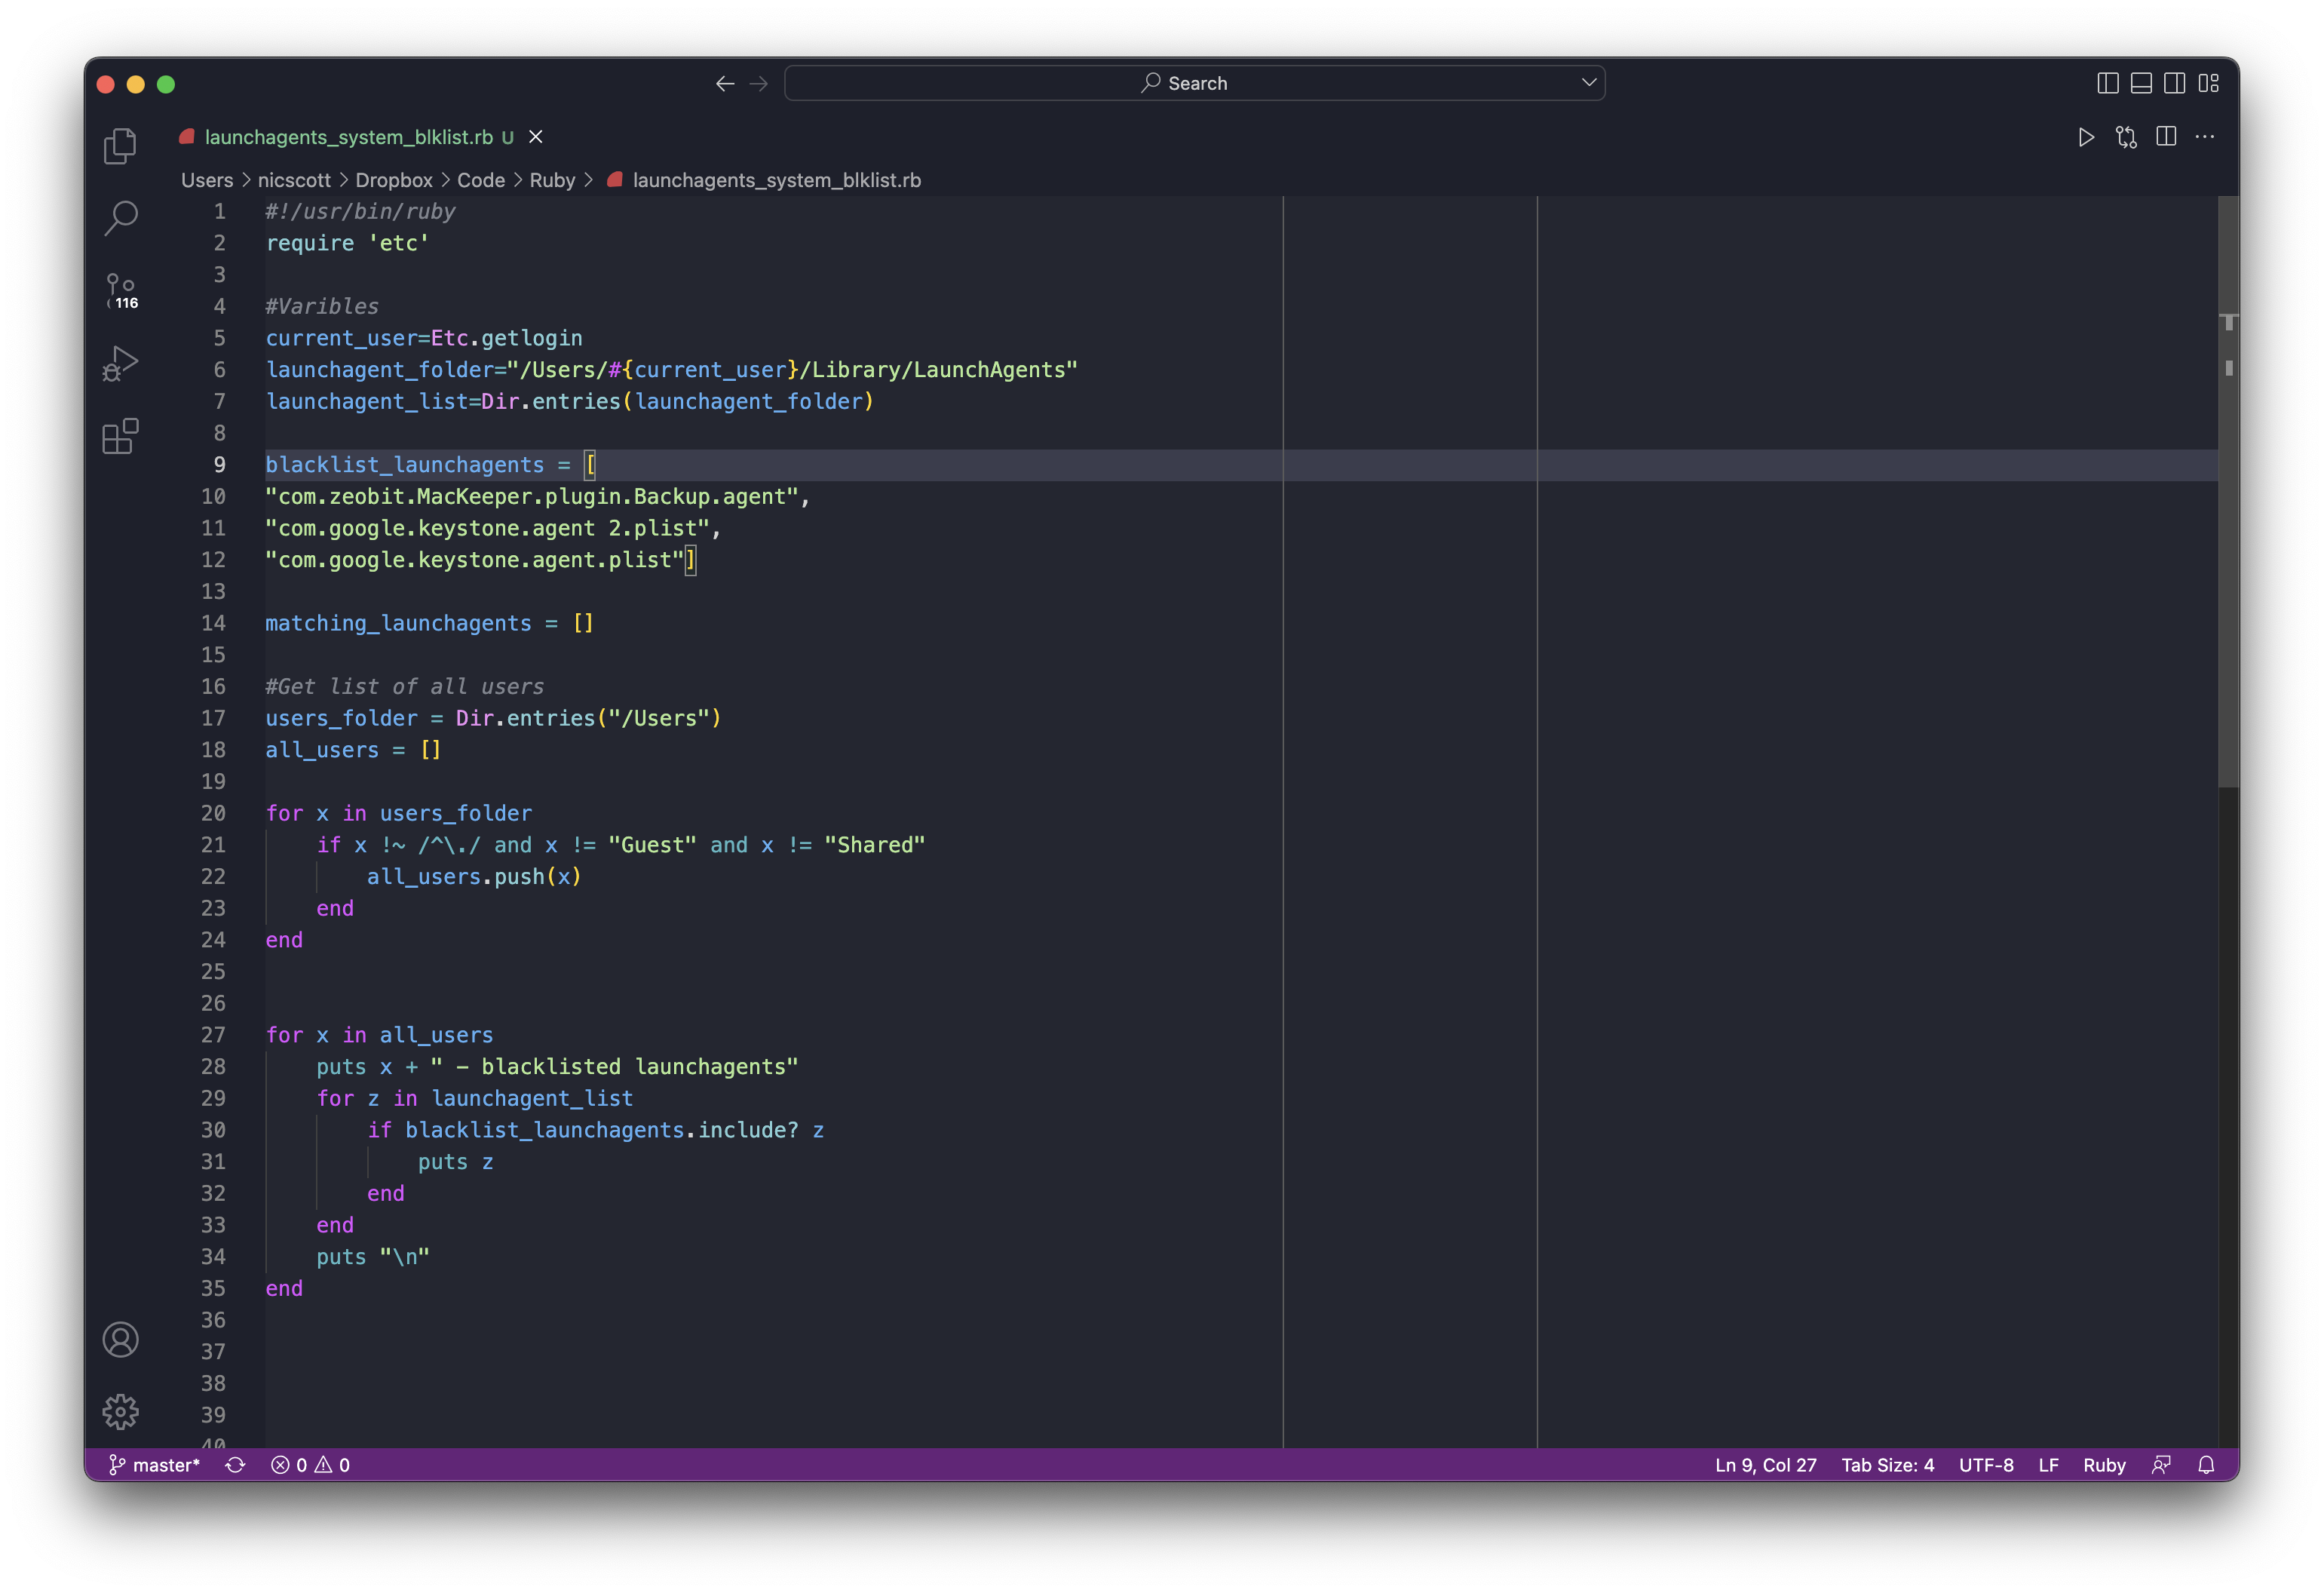 Search
launchagents_system_blklist.rb U
Users > nicscott > Dropbox > Code > Ruby > launchagents_system_blklist.rb
116
1 #!/usr/bin/ruby
2 require 'etc'
3
4 #Varibles
5 current_user=Etc.getlogin
6 launchagent_folder="/Users/#{current_user}/Library/LaunchAgents"
7 launchagent_list=Dir.entries(launchagent_folder)
8
9 blacklist_launchagents = [
10 "com.zeobit.MacKeeper.plugin.Backup.agent",
11 "com.google.keystone.agent 2.plist",
12 "com.google.keystone.agent.plist"]
13
14 matching_launchagents = []
15
16 #Get list of all users
17 users_folder = Dir.entries("/Users")
18 all_users = []
19
20 for x in users_folder
21     if x !~ /^\./ and x != "Guest" and x != "Shared"
22         all_users.push(x)
23     end
24 end
25
26
27 for x in all_users
28     puts x + " - blacklisted launchagents"
29     for z in launchagent_list
30         if blacklist_launchagents.include? z
31             puts z
32         end
33     end
34     puts "\n"
35 end
36
37
38
39
40
master* 0 0 Ln 9, Col 27 Tab Size: 4 UTF-8 LF Ruby